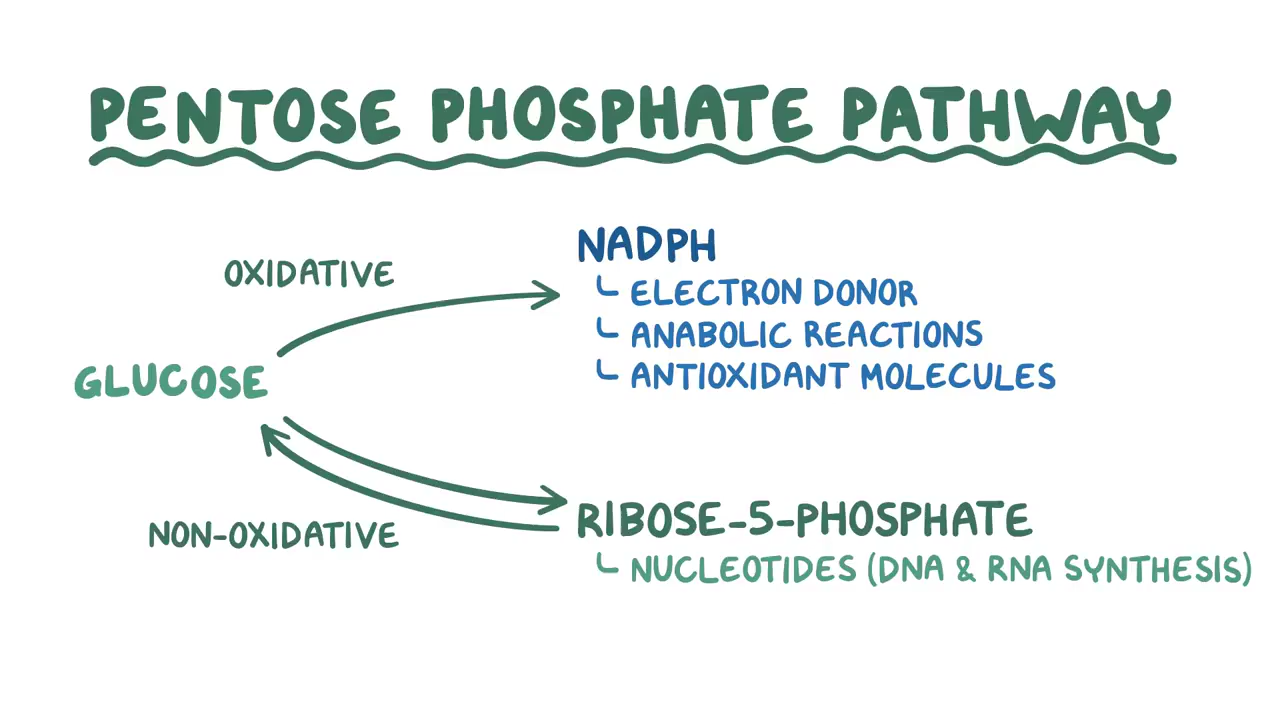 PENTOSE PHOSPHATE PATHWAY
OXIDATIVE
NADPH
ELECTRON DONOR
ANABOLIC REACTIONS
ANTIOXIDANT MOLECULES
GLUCOSE
NON-OXIDATIVE
RIBOSE-5-PHOSPHATE
NUCLEOTIDES (DNA & RNA SYNTHESIS)